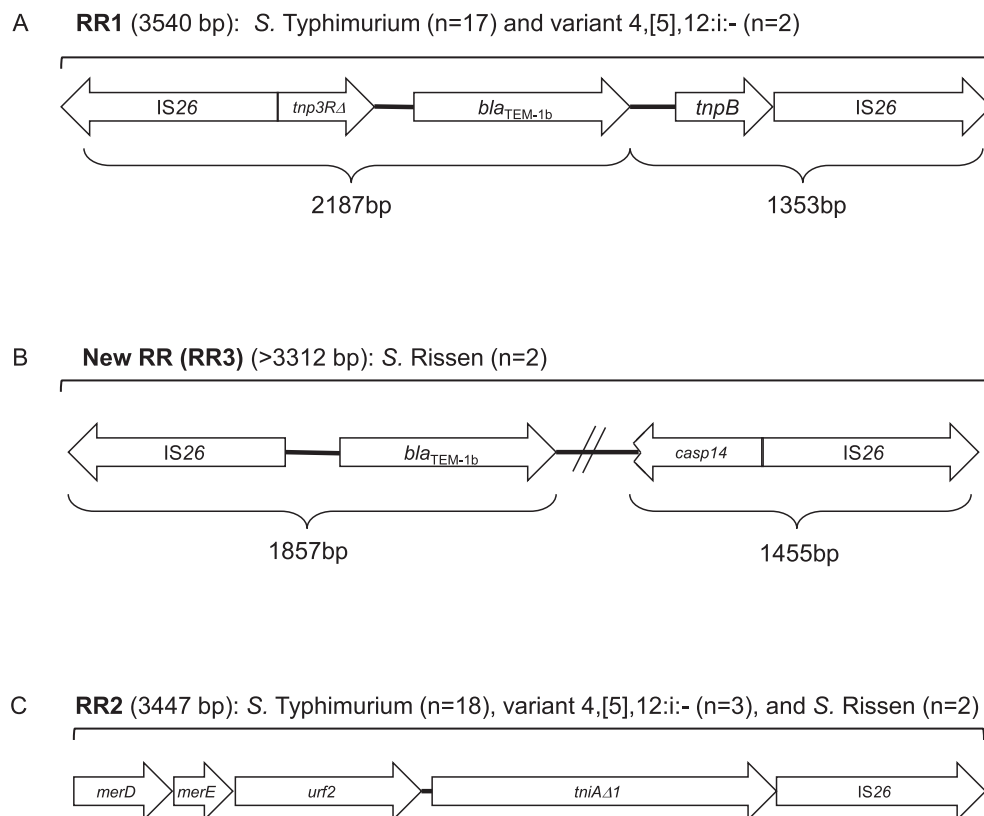 A RR1 (3540 bp): S. Typhimurium (n=17) and variant 4,[5],12:i:- (n=2)
IS26 tnp3RΔ blaTEM-1b tnpB IS26
2187bp 1353bp
B New RR (RR3) (>3312 bp): S. Rissen (n=2)
IS26 blaTEM-1b casp14 IS26
1857bp 1455bp
C RR2 (3447 bp): S. Typhimurium (n=18), variant 4,[5],12:i:- (n=3), and S. Rissen (n=2)
merD merE urf2 tniAΔ1 IS26